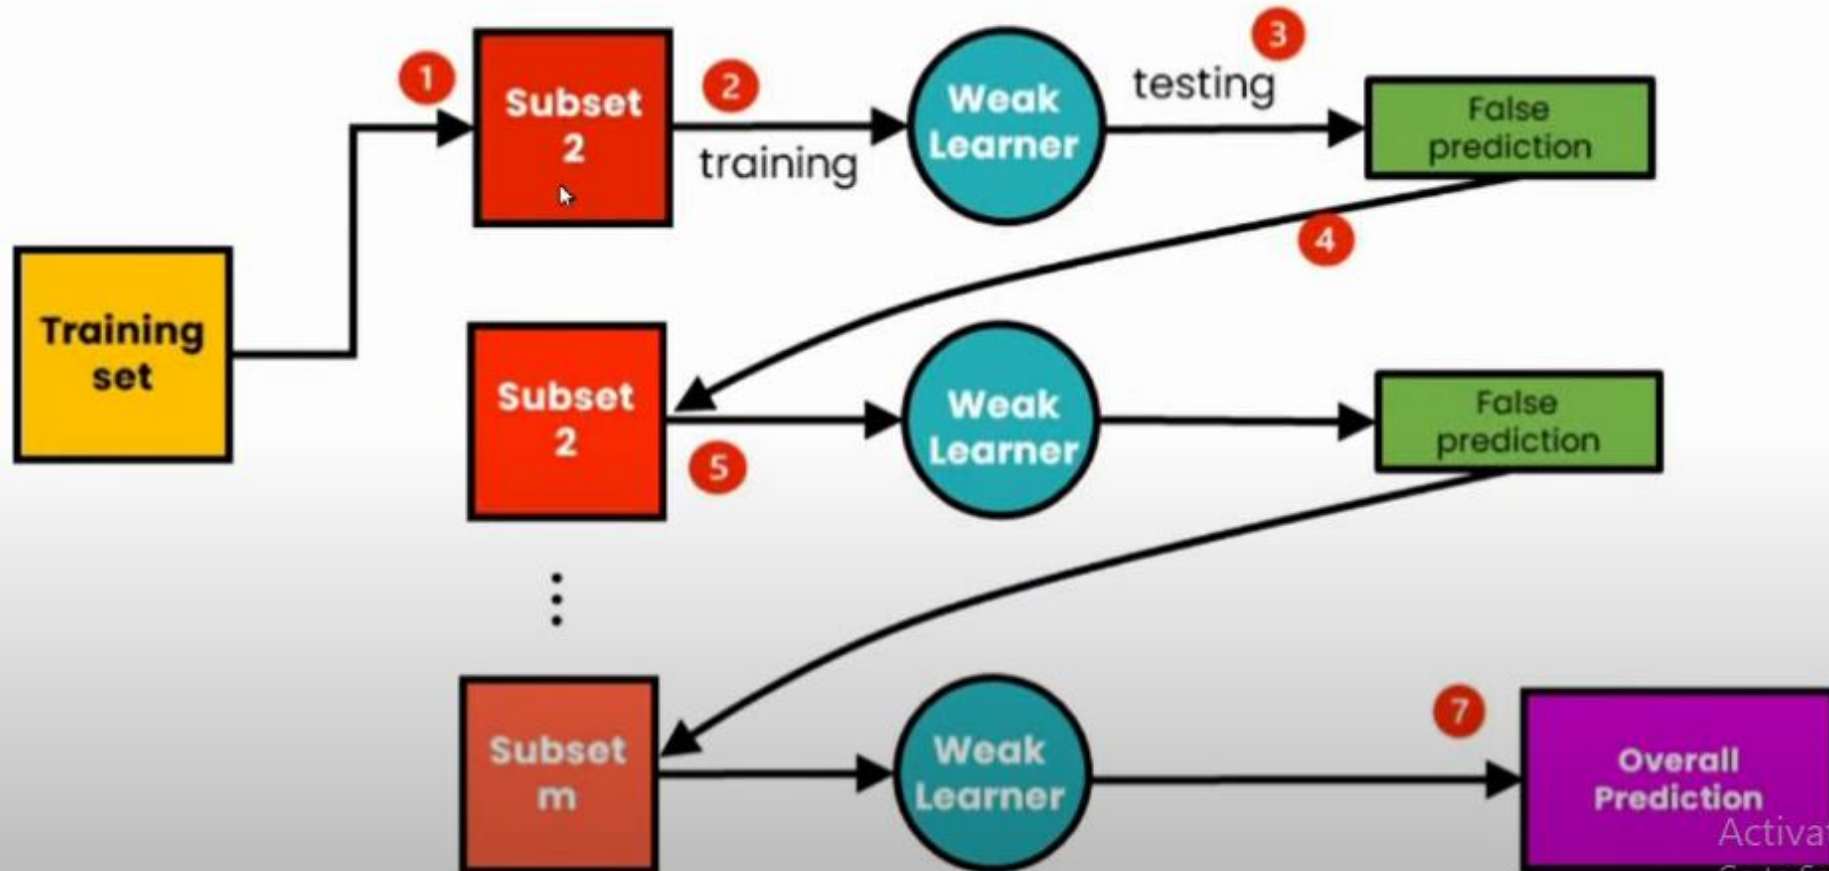 1
Subset
2
2
training
Weak
Learner
3
testing
False
prediction
4
Training
set
Subset
2
5
Weak
Learner
False
prediction
Subset
m
Weak
Learner
7
Overall
Prediction